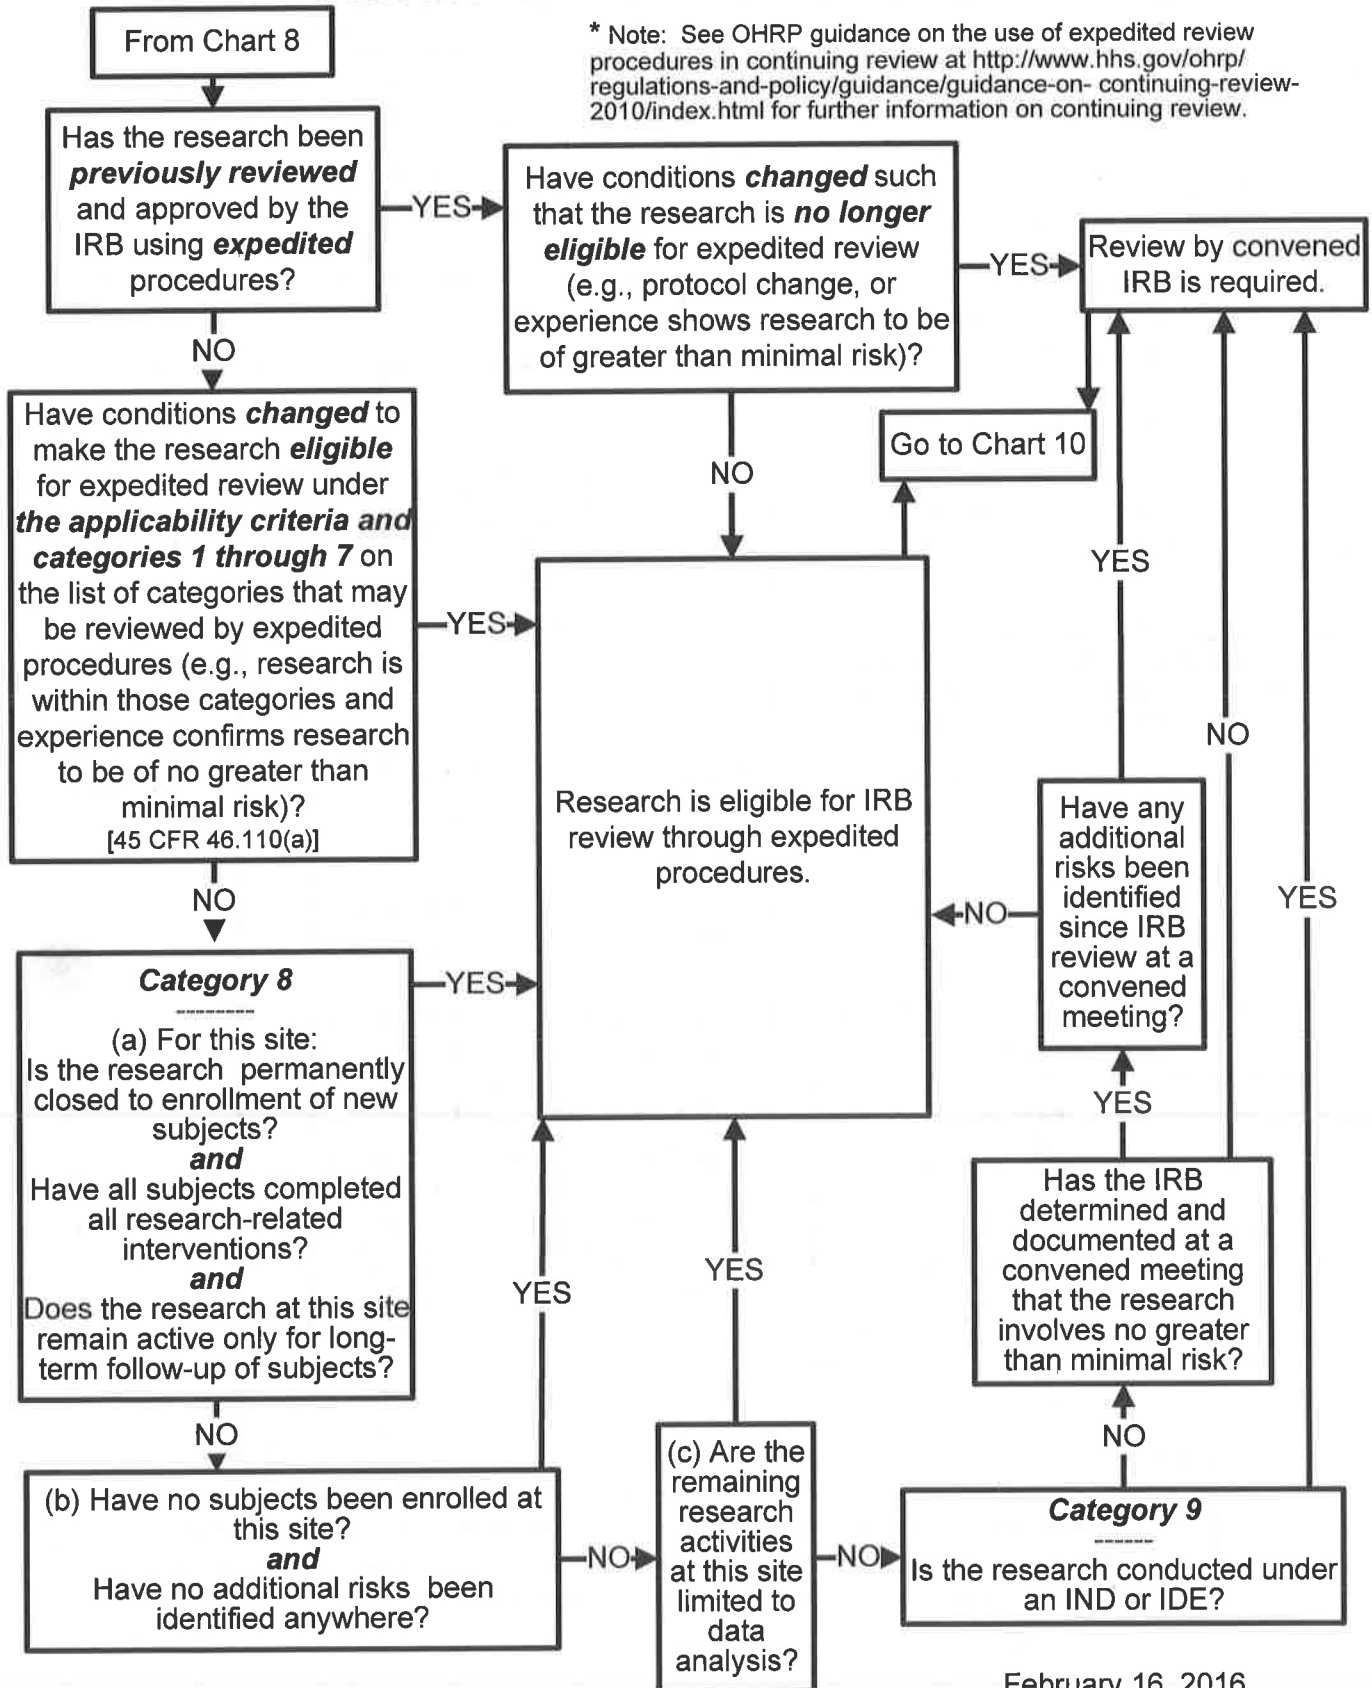 From Chart 8
* Note: See OHRP guidance on the use of expedited review
procedures in continuing review at http://www.hhs.gov/ohrp/
regulations-and-policy/guidance/guidance-on- continuing-review-
2010/index.html for further information on continuing review.
Has the research been
previously reviewed
and approved by the
IRB using expedited
procedures?
YES
Have conditions changed such
that the research is no longer
eligible for expedited review
(e.g., protocol change, or
experience shows research to be
of greater than minimal risk)?
YES
Review by convened
IRB is required.
NO
NO
Go to Chart 10
Have conditions changed to
make the research eligible
for expedited review under
the applicability criteria and
categories 1 through 7 on
the list of categories that may
be reviewed by expedited
procedures (e.g., research is
within those categories and
experience confirms research
to be of no greater than
minimal risk)?
[45 CFR 46.110(a)]
YES
Research is eligible for IRB
review through expedited
procedures.
YES
NO
YES
Have any
additional
risks been
identified
since IRB
review at a
convened
meeting?
NO
NO
Category 8
--------
(a) For this site:
Is the research permanently
closed to enrollment of new
subjects?
and
Have all subjects completed
all research-related
interventions?
and
Does the research at this site
remain active only for long-
term follow-up of subjects?
YES
YES
Has the IRB
determined and
documented at a
convened meeting
that the research
involves no greater
than minimal risk?
YES
YES
NO
NO
(b) Have no subjects been enrolled at
this site?
and
Have no additional risks been
identified anywhere?
NO
(c) Are the
remaining
research
activities
at this site
limited to
data
analysis?
NO
Category 9
------
Is the research conducted under
an IND or IDE?
February 16, 2016